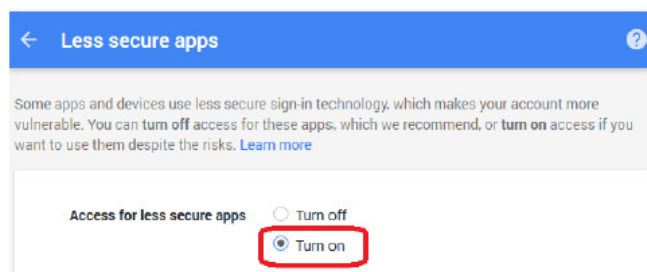 Less secure apps
Some apps and devices use less secure sign-in technology, which makes your account more
vulnerable. You can turn off access for these apps, which we recommend, or turn on access if you
want to use them despite the risks. Learn more
Access for less secure apps
Turn off
Turn on